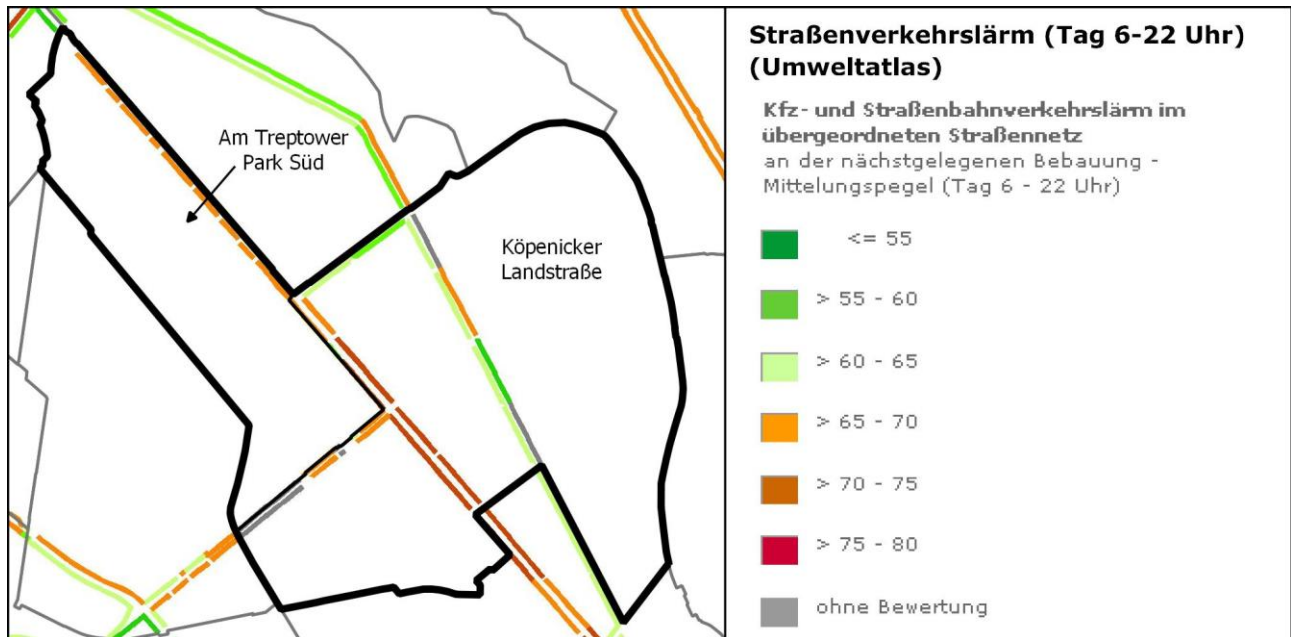 Am Treptower
Park Süd
Köpenicker
Landstraße
Straßenverkehrslärm (Tag 6-22 Uhr)
(Umweltatlas)
Kfz- und Straßenbahnverkehrslärm im
übergeordneten Straßennetz
an der nächstgelegenen Bebauung -
Mittelungspegel (Tag 6 - 22 Uhr)
<= 55
> 55 - 60
> 60 - 65
> 65 - 70
> 70 - 75
> 75 - 80
ohne Bewertung